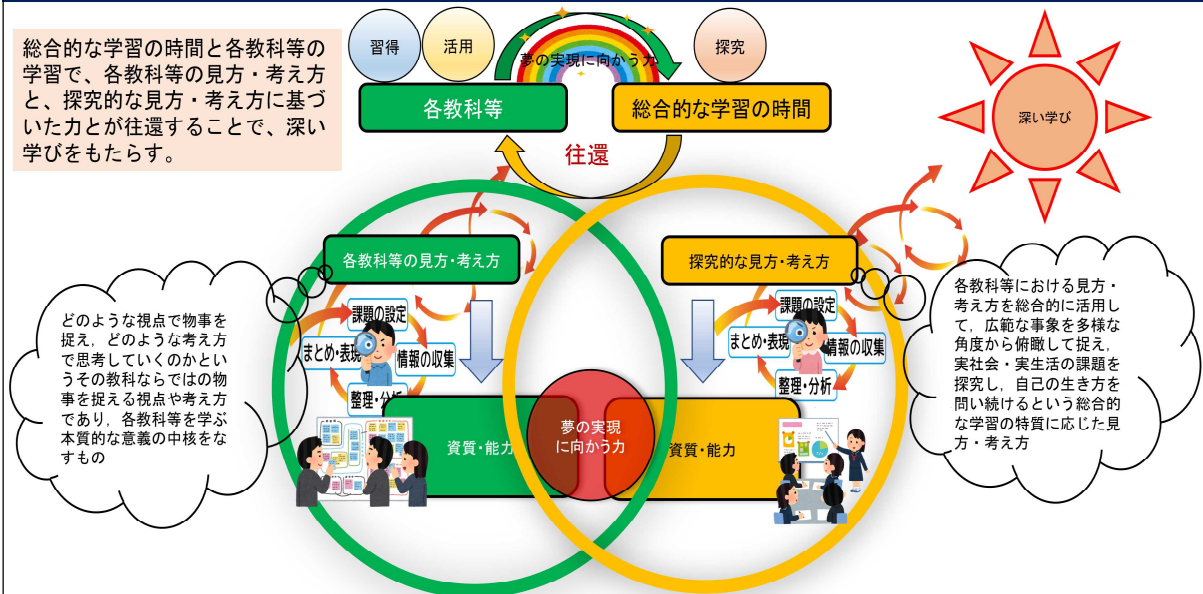 総合的な学習の時間と各教科等の
学習で、各教科等の見方・考え方
と、探究的な見方・考え方に基づ
いた力とが往還することで、深い
学びをもたらす。
習得
活用
夢の実現に向かう力
探究
各教科等
総合的な学習の時間
往還
深い学び
各教科等の見方・考え方
課題の設定
情報の収集
整理・分析
まとめ・表現
資質・能力
夢の実現
に向かう力
探究的な見方・考え方
課題の設定
情報の収集
整理・分析
まとめ・表現
資質・能力
どのような視点で物事を
捉え，どのような考え方
で思考していくのかとい
うその教科ならではの物
事を捉える視点や考え方
であり，各教科等を学ぶ
本質的な意義の中核をな
すもの
各教科等における見方・
考え方を総合的に活用し
て，広範な事象を多様な
角度から俯瞰して捉え，
実社会・実生活の課題を
探究し，自己の生き方を
問い続けるという総合的
な学習の特質に応じた見
方・考え方